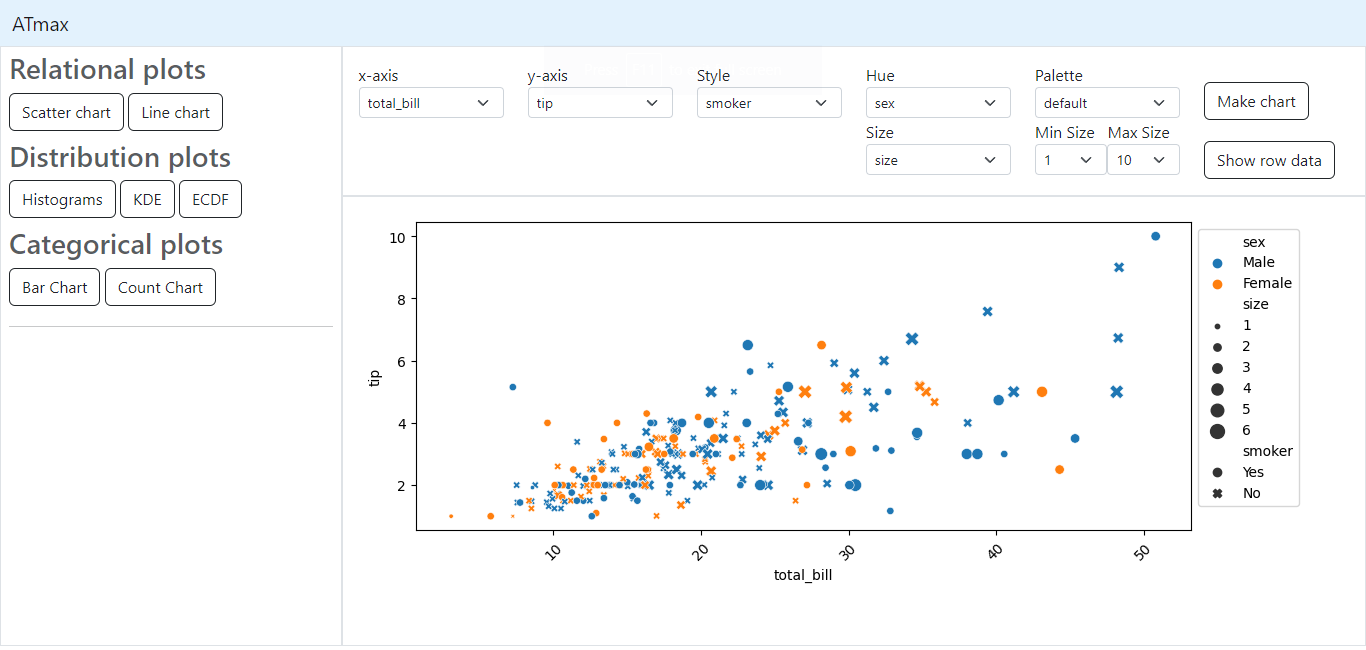 ATmax
Relational plots
Scatter chart Line chart
Distribution plots
Histograms KDE ECDF
Categorical plots
Bar Chart Count Chart
x-axis y-axis Style Hue Palette
total_bill tip smoker sex default Make chart
Size Min Size Max Size
size 1 10 Show row data
10
8
6
4
2
tip
10 20 30 40 50
total_bill
sex
Male
Female
size
1
2
3
4
5
6
smoker
Yes
No